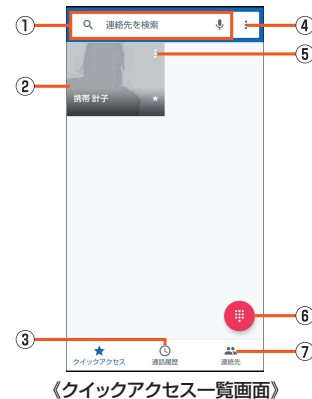 ① 連絡先を検索 ④
⑤
②
携帯 計子
⑥
③
クイックアクセス 通話履歴 連絡先 ⑦
《クイックアクセス一覧画面》